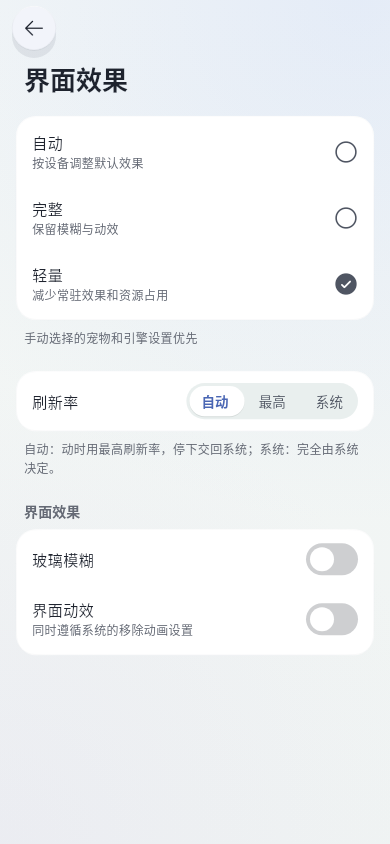 界面效果
自动
按设备调整默认效果
完整
保留模糊与动效
轻量
减少常驻效果和资源占用
手动选择的宠物和引擎设置优先
刷新率
自动
最高
系统
自动：动时用最高刷新率，停下交回系统；系统：完全由系统
决定。
界面效果
玻璃模糊
界面动效
同时遵循系统的移除动画设置